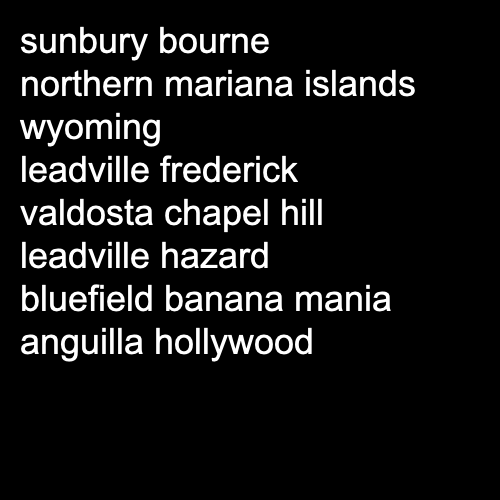 sunbury bourne
northern mariana islands
wyoming
leadville frederick
valdosta chapel hill
leadville hazard
bluefield banana mania
anguilla hollywood